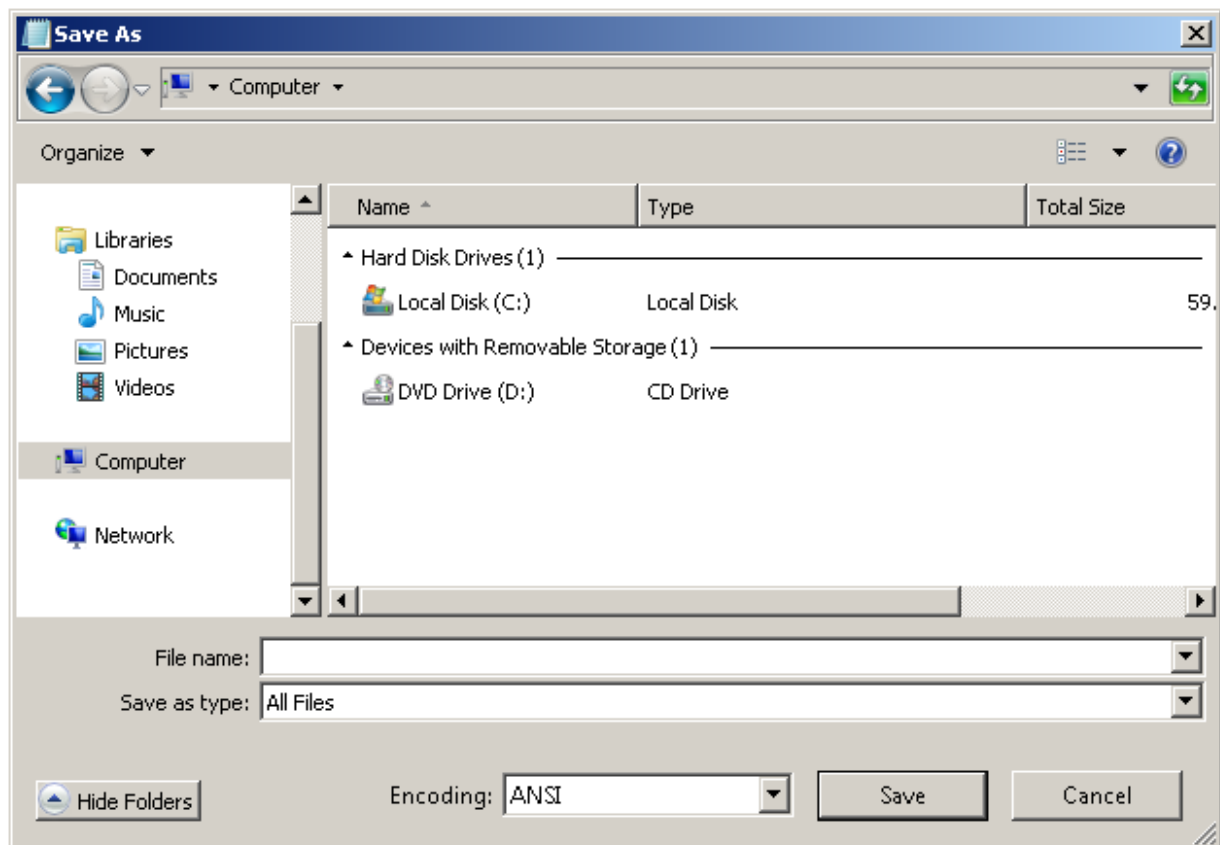 Save As
Computer
Organize
Name Type Total Size
Libraries
Documents
Music
Pictures
Videos
Computer
Network
Hard Disk Drives (1)
Local Disk (C:) Local Disk 59.
Devices with Removable Storage (1)
DVD Drive (D:) CD Drive
File name:
Save as type: All Files
Hide Folders Encoding: ANSI Save Cancel